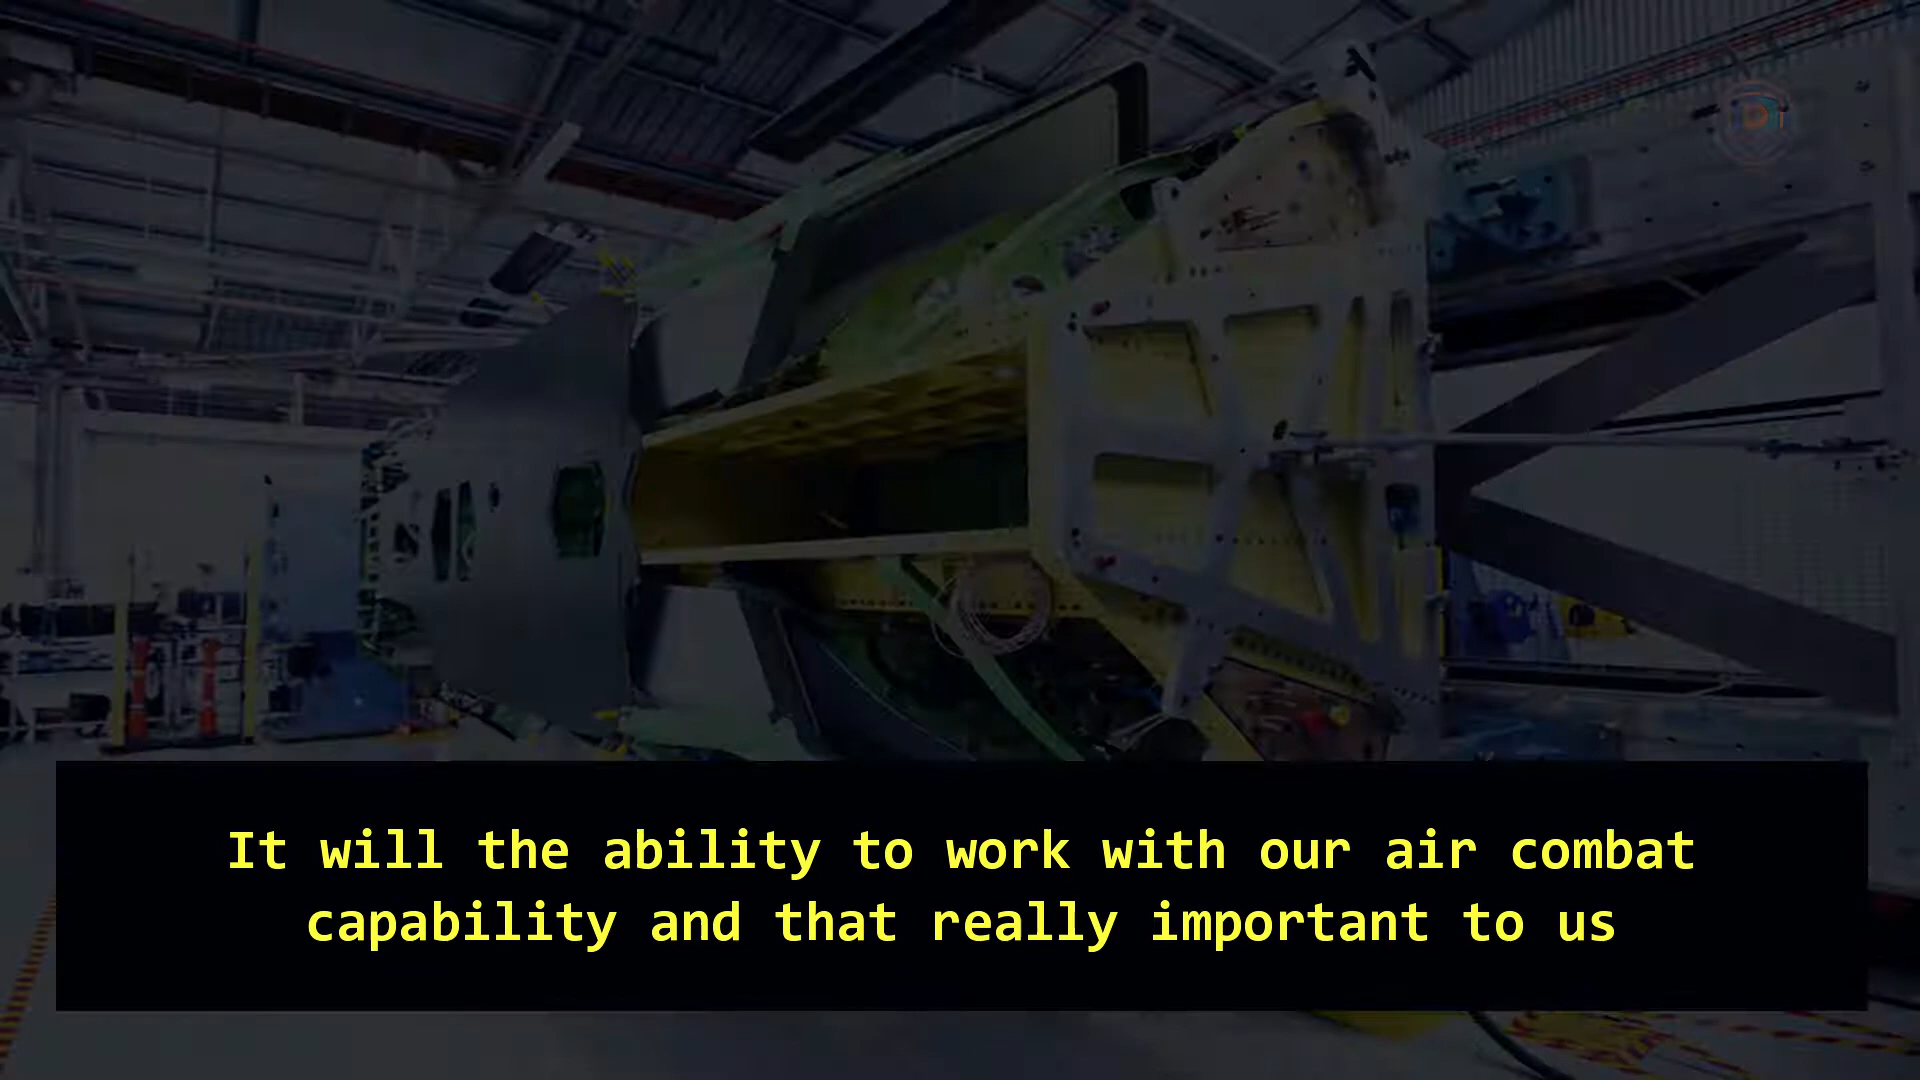 It will the ability to work with our air combat
capability and that really important to us